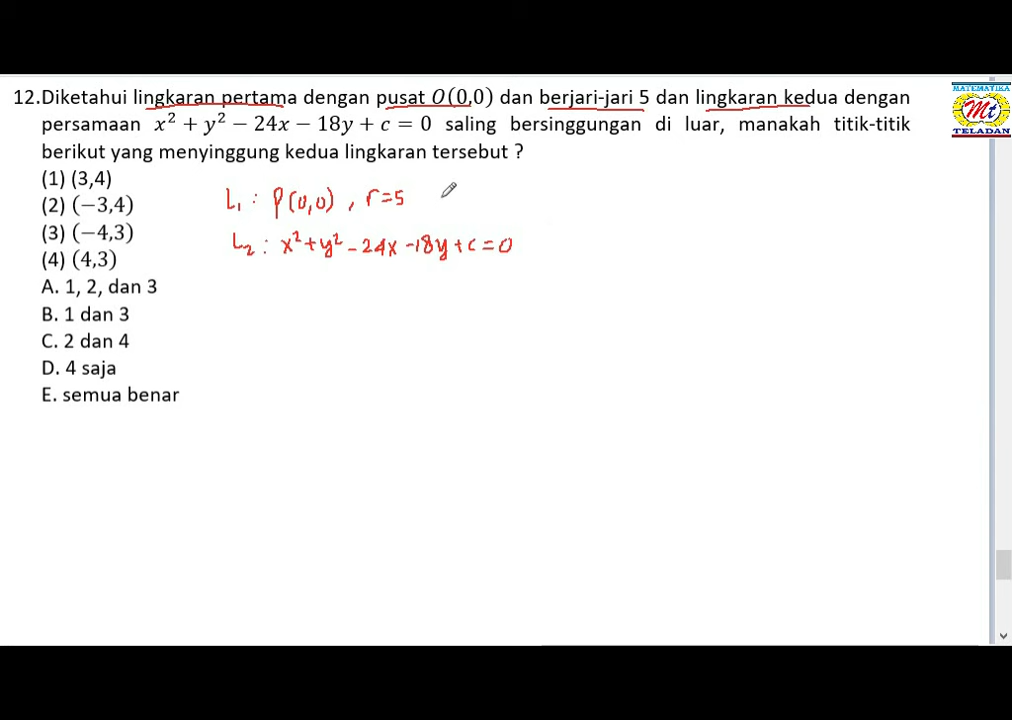 12.Diketahui lingkaran pertama dengan pusat O(0,0) dan berjari-jari 5 dan lingkaran kedua dengan
persamaan x² + y² − 24x − 18y + c = 0 saling bersinggungan di luar, manakah titik-titik
berikut yang menyinggung kedua lingkaran tersebut ?
(1) (3,4)
(2) (−3,4)
(3) (−4,3)
(4) (4,3)
A. 1, 2, dan 3
B. 1 dan 3
C. 2 dan 4
D. 4 saja
E. semua benar
L₁ : P(0,0) , r=5
L₂ : x²+y²-24x-18y+c=0
MATEMATIKA
Mt
TELADAN